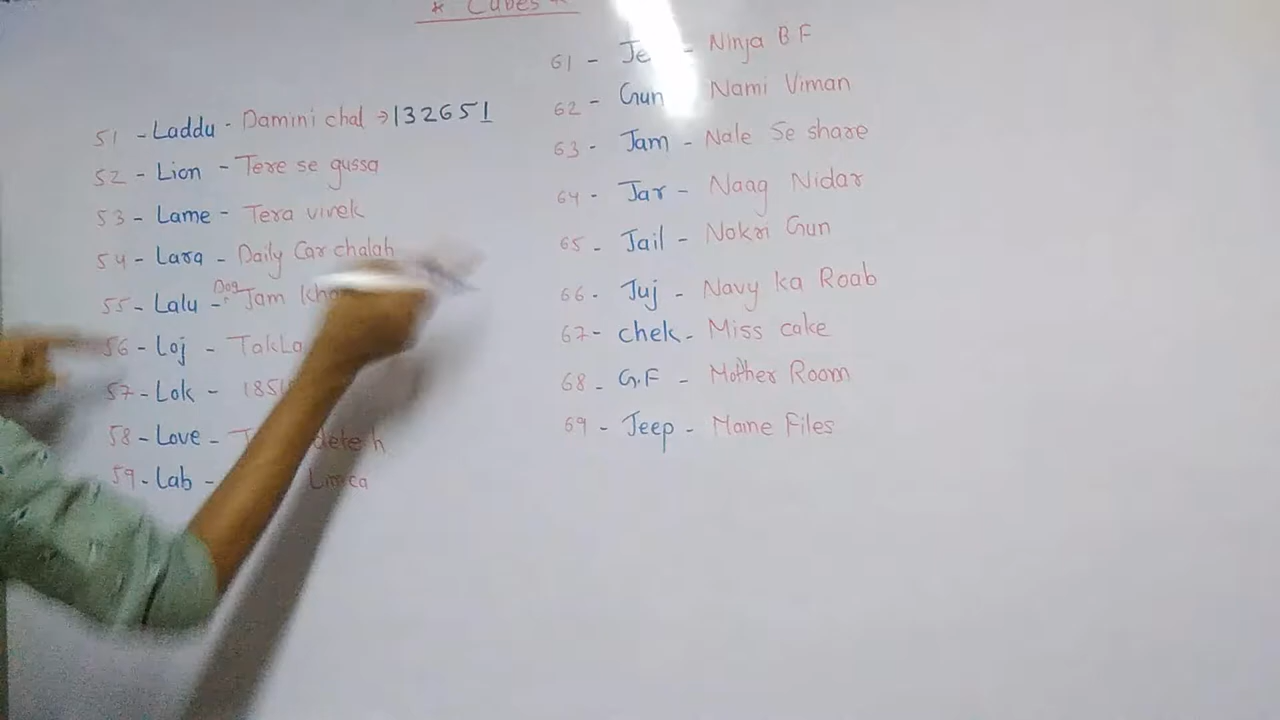 * Cubes *
51 - Laddu - Damini chal → 132651
52 - Lion - Tere se gussa
53 - Lame - Tera vivek
54 - Lara - Daily Car chalah
55 - Lalu - Dog Jam
56 - Loj -
57 - Lok -
58 - Love -
59 - Lab -
61 - - Ninja BF
62 - Gun Nami Viman
63 - Jam - Nale Se share
64 - Jar - Naag Nidar
65 - Jail - Nokri Gun
66 - Juj - Navy ka Roab
67 - chek - Miss cake
68 - G.F - Mother Room
69 - Jeep - Mame Files